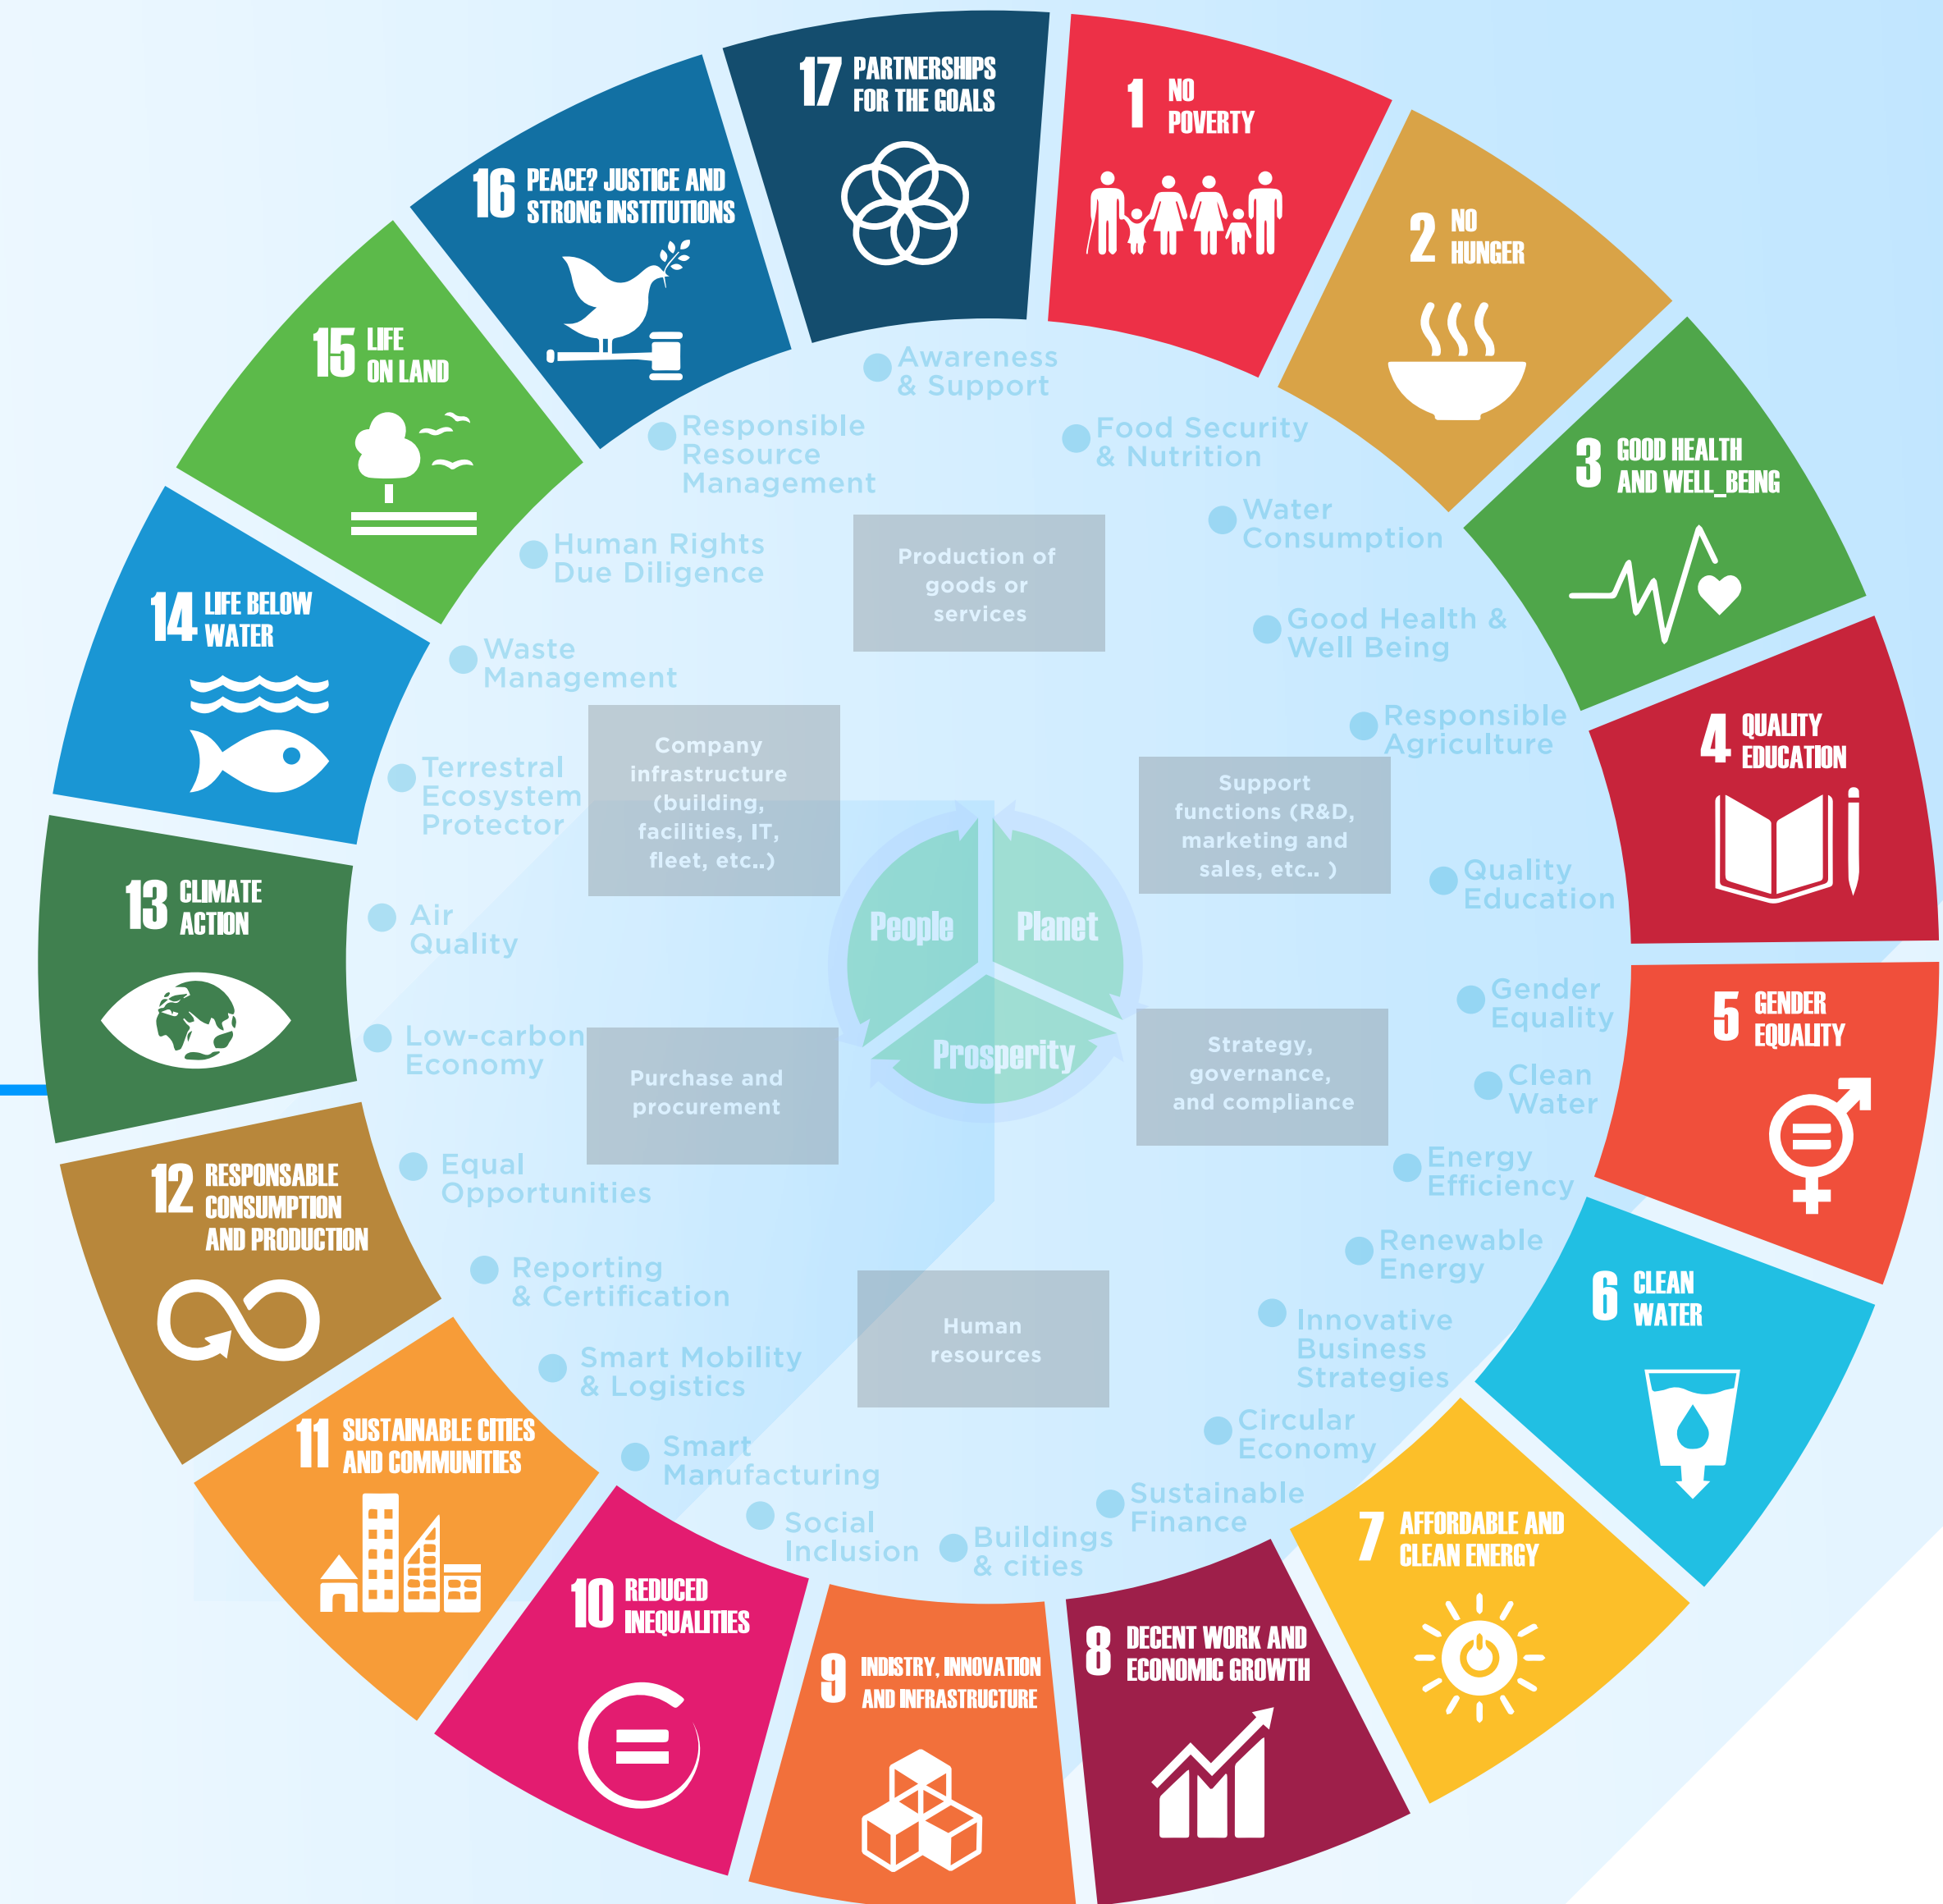 17 PARTNERSHIPS
FOR THE GOALS
1 NO
POVERTY
2 NO
HUNGER
3 GOOD HEALTH
AND WELL_BEING
4 QUALITY
EDUCATION
5 GENDER
EQUALITY
6 CLEAN
WATER
7 AFFORDABLE AND
CLEAN ENERGY
8 DECENT WORK AND
ECONOMIC GROWTH
9 INDISTRY, INNOVATION
AND INFRASTRUCTURE
10 REDUCED
INEQUALITIES
11 SUSTAINABLE CITIES
AND COMMUNITIES
12 RESPONSABLE
CONSUMPTION
AND PRODUCTION
13 CLIMATE
ACTION
14 LIFE BELOW
WATER
15 LIFE
ON LAND
16 PEACE? JUSTICE AND
STRONG INSTITUTIONS
Awareness
& Support
Food Security
& Nutrition
Water
Consumption
Good Health &
Well Being
Responsible
Agriculture
Quality
Education
Gender
Equality
Clean
Water
Energy
Efficiency
Renewable
Energy
Innovative
Business
Strategies
Circular
Economy
Sustainable
Finance
Buildings
& cities
Social
Inclusion
Smart
Manufacturing
Smart Mobility
& Logistics
Reporting
& Certification
Equal
Opportunities
Low-carbon
Economy
Air
Quality
Terrestral
Ecosystem
Protector
Waste
Management
Human Rights
Due Diligence
Responsible
Resource
Management
Production of
goods or
services
Support
functions (R&D,
marketing and
sales, etc.. )
Strategy,
governance,
and compliance
Human
resources
Purchase and
procurement
Company
infrastructure
(building,
facilities, IT,
fleet, etc..)
People
Planet
Prosperity